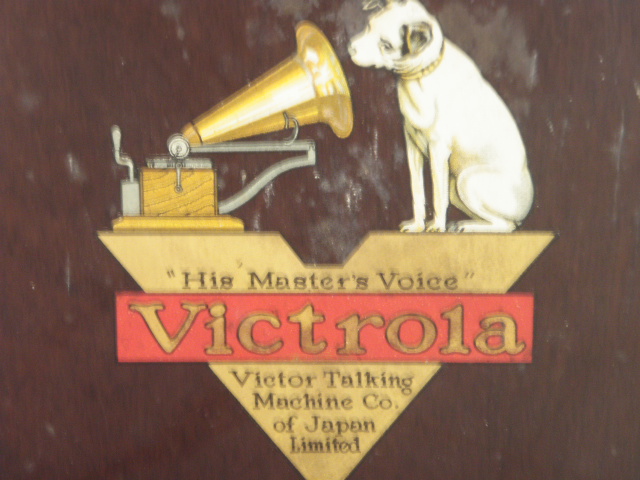 "His Master's Voice"
Victrola
Victor Talking
Machine Co.
of Japan
Limited